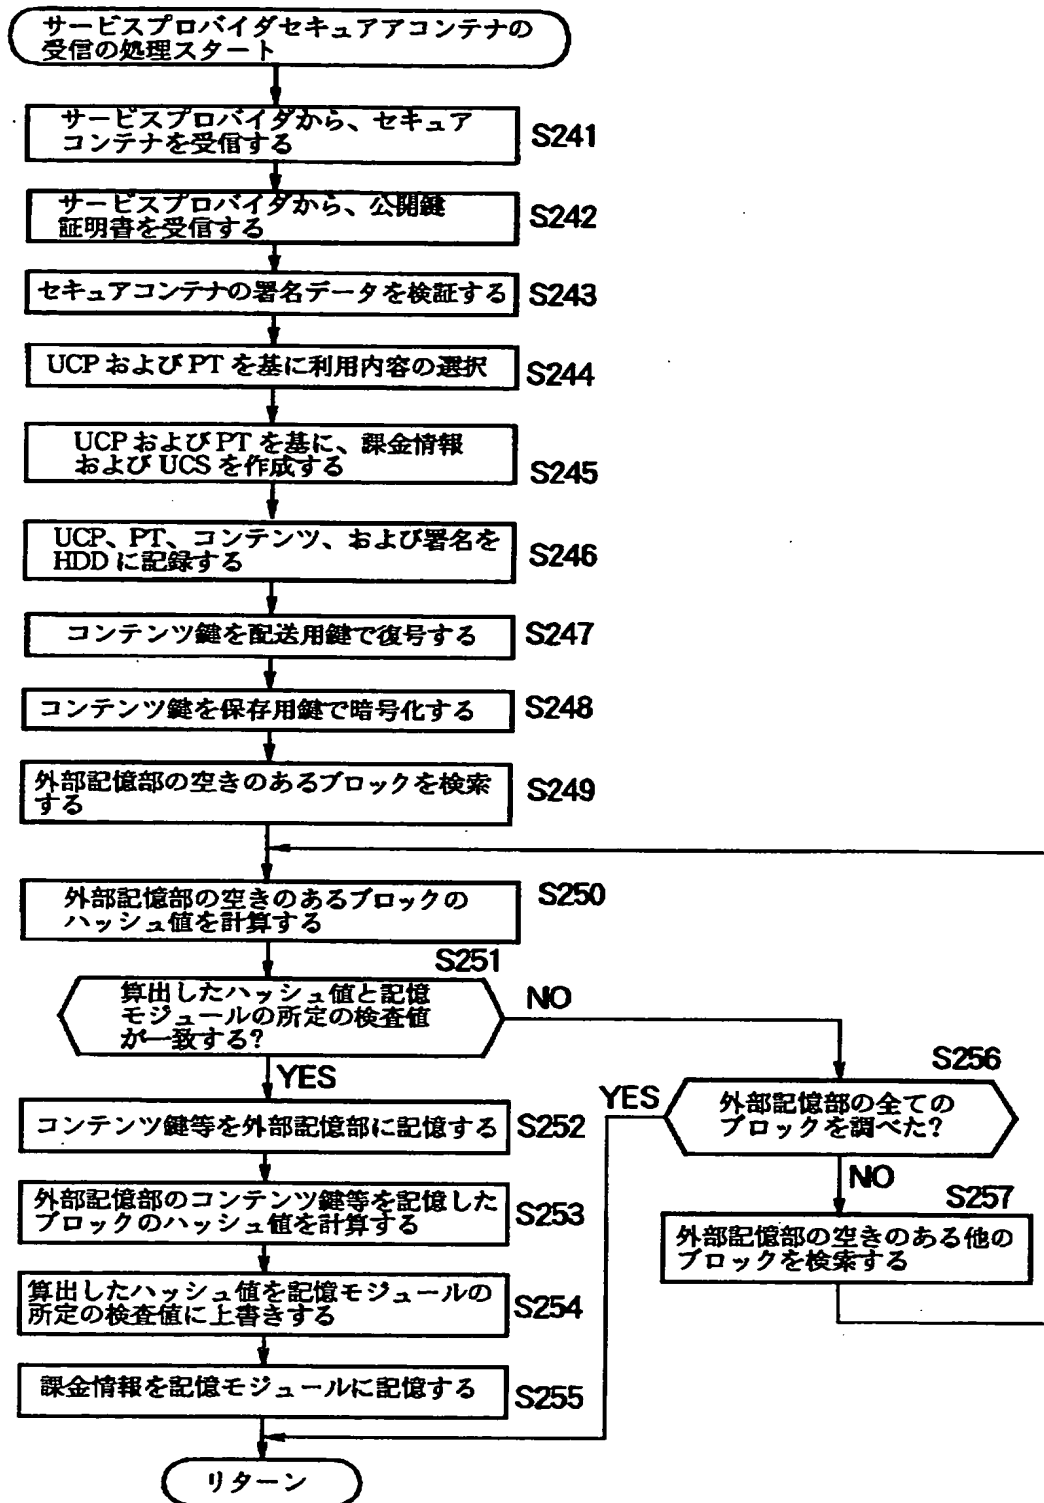 サービスプロバイダセキュアアコンテナの
受信の処理スタート
サービスプロバイダから、セキュア
コンテナを受信する
S241
サービスプロバイダから、公開鍵
証明書を受信する
S242
セキュアコンテナの署名データを検証する
S243
UCP および PT を基に利用内容の選択
S244
UCP および PT を基に、課金情報
および UCS を作成する
S245
UCP、PT、コンテンツ、および署名を
HDD に記録する
S246
コンテンツ鍵を配送用鍵で復号する
S247
コンテンツ鍵を保存用鍵で暗号化する
S248
外部記憶部の空きのあるブロックを検索
する
S249
外部記憶部の空きのあるブロックの
ハッシュ値を計算する
S250
S251
算出したハッシュ値と記憶
モジュールの所定の検査値
が一致する?
NO
YES
S256
外部記憶部の全ての
ブロックを調べた?
YES
NO
S257
外部記憶部の空きのある他の
ブロックを検索する
コンテンツ鍵等を外部記憶部に記憶する
S252
外部記憶部のコンテンツ鍵等を記憶した
ブロックのハッシュ値を計算する
S253
算出したハッシュ値を記憶モジュールの
所定の検査値に上書きする
S254
課金情報を記憶モジュールに記憶する
S255
リターン